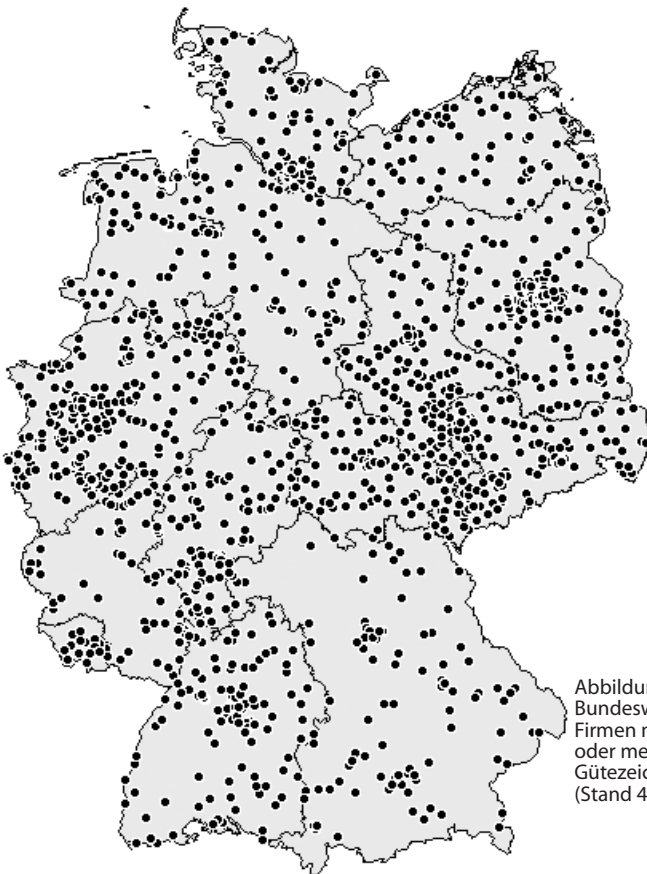 Abbildun
Bundesw
Firmen m
oder me
Gütezeic
(Stand 4